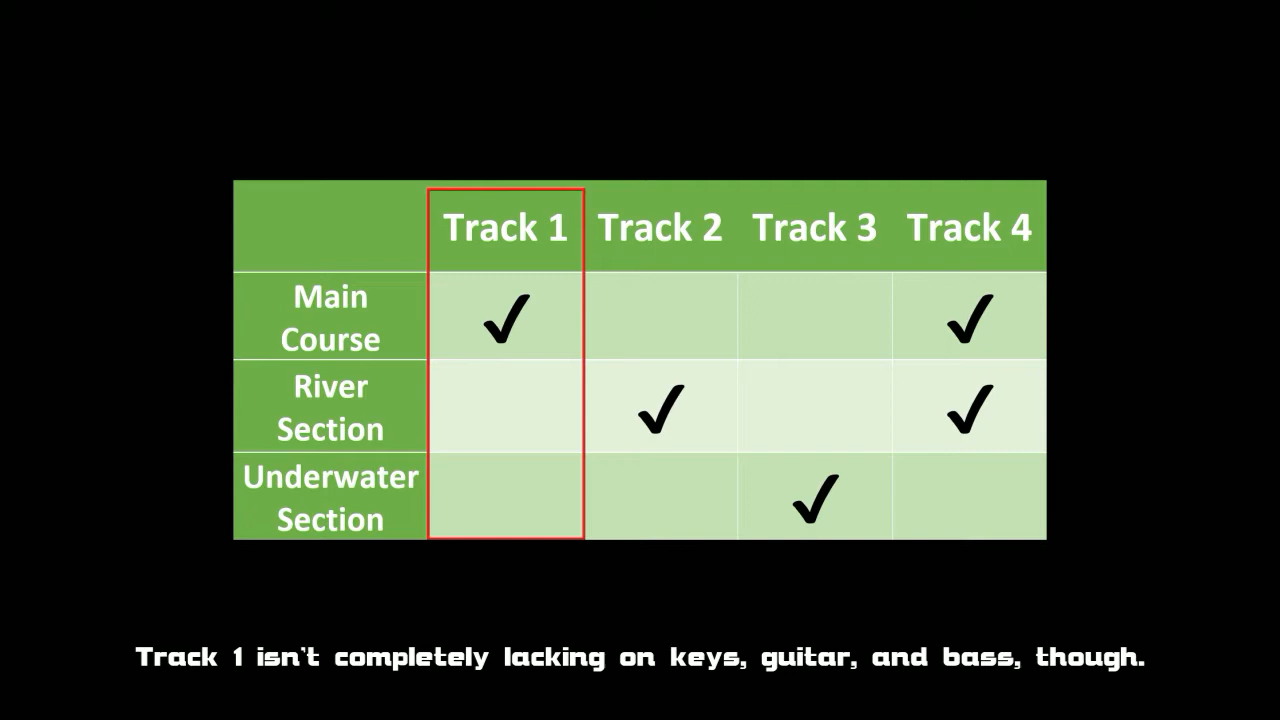 Track 1 Track 2 Track 3 Track 4
Main
Course ✓ ✓
River
Section ✓ ✓
Underwater
Section ✓
Track 1 isn't completely lacking on keys, guitar, and bass, though.